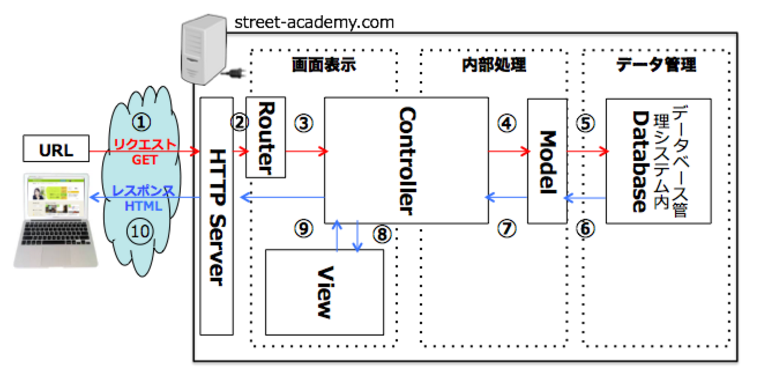 street-academy.com
画面表示
内部処理
データ管理
①
②
③
④
⑤
URL
リクエスト
GET
HTTP Server
Router
Controller
Model
Database
データベース管
理システム内
レスポンス
HTML
⑩
⑨
⑧
⑦
⑥
View